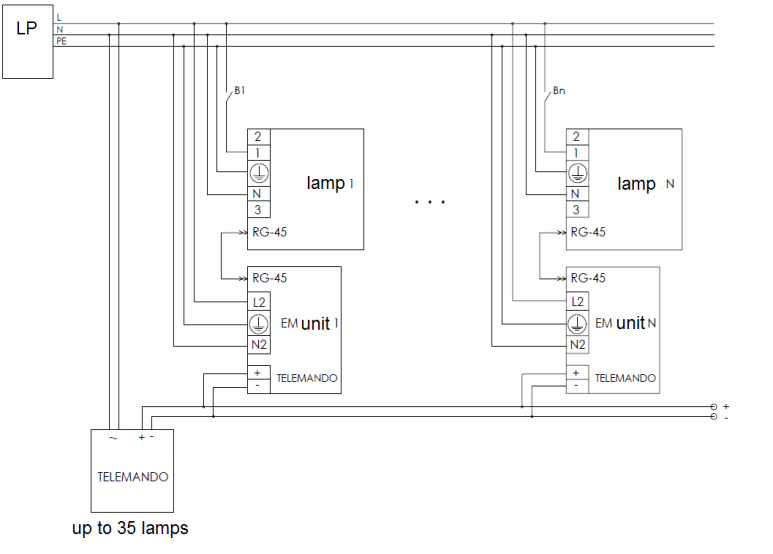 LP
L
N
PE
B1
Bn
2
1
N
3
RG-45
lamp 1
. . .
2
1
N
3
RG-45
lamp N
RG-45
L2
N2
EM unit 1
+
-
TELEMANDO
RG-45
L2
N2
EM unit N
+
-
TELEMANDO
+
-
~ + -
TELEMANDO
up to 35 lamps